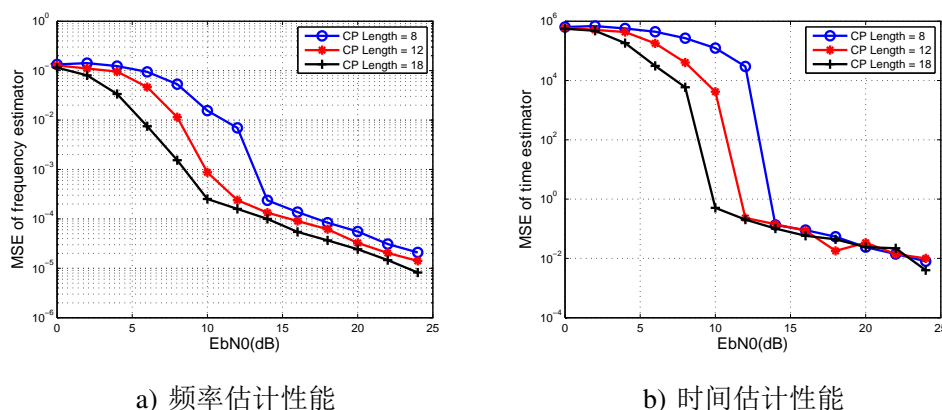 MSE of frequency estimator
10^0
10^-1
10^-2
10^-3
10^-4
10^-5
10^-6
CP Length = 8
CP Length = 12
CP Length = 18
0 5 10 15 20 25
EbN0(dB)
a) 频率估计性能
MSE of time estimator
10^6
10^4
10^2
10^0
10^-2
10^-4
CP Length = 8
CP Length = 12
CP Length = 18
0 5 10 15 20 25
EbN0(dB)
b) 时间估计性能